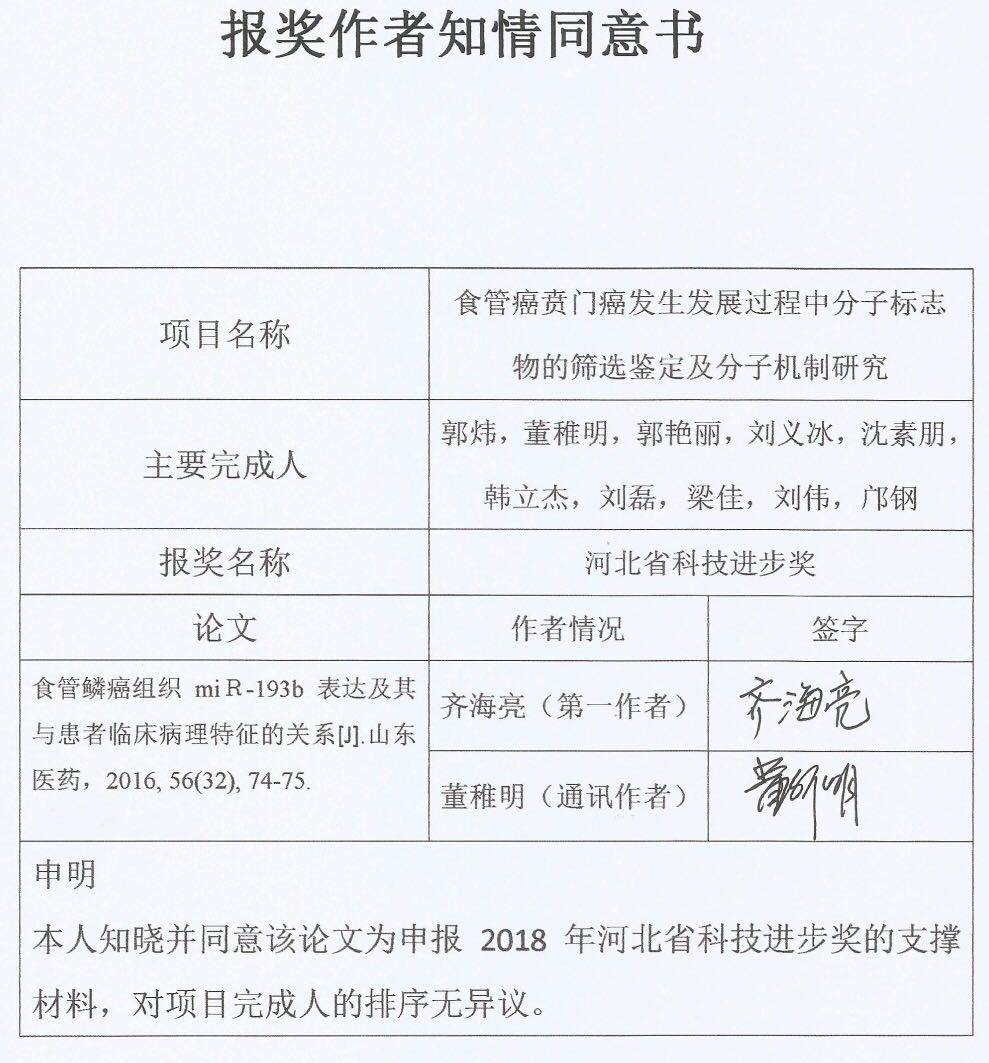 报奖作者知情同意书
项目名称
食管癌贲门癌发生发展过程中分子标志
物的筛选鉴定及分子机制研究
主要完成人
郭炜，董稚明，郭艳丽，刘义冰，沈素朋，
韩立杰，刘磊，梁佳，刘伟，邝钢
报奖名称
河北省科技进步奖
论文
作者情况
签字
食管鳞癌组织 miR-193b 表达及其
与患者临床病理特征的关系[J].山东
医药，2016, 56(32), 74-75.
齐海亮（第一作者）
齐海亮
董稚明（通讯作者）
董稚明
申明
本人知晓并同意该论文为申报 2018 年河北省科技进步奖的支撑
材料，对项目完成人的排序无异议。